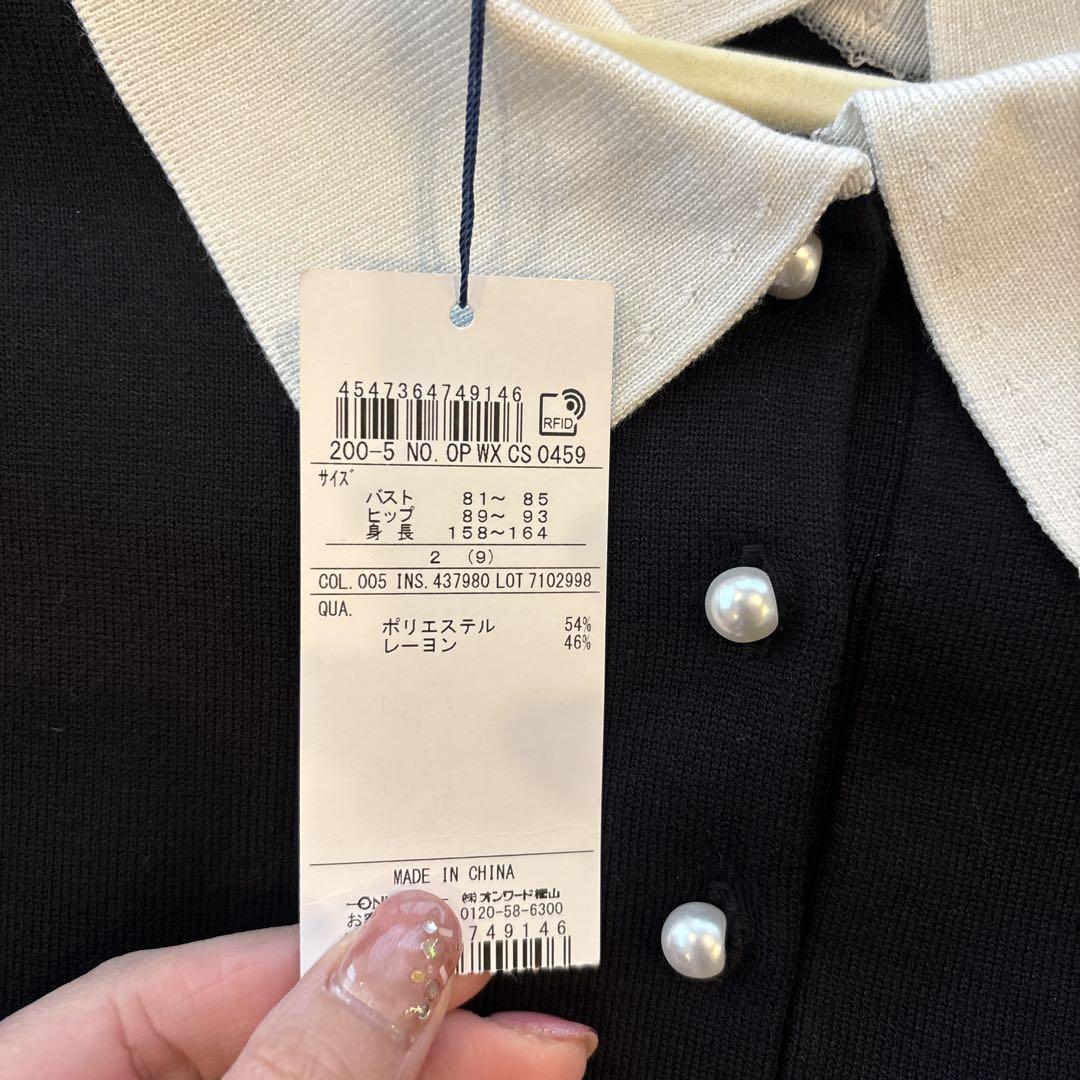 4547364749146
RFID
200-5 NO. OP WX CS 0459
サイズ
バスト 81～ 85
ヒップ 89～ 93
身 長 158～164
2 (9)
COL. 005 INS. 437980 LOT 7102998
QUA.
ポリエステル 54%
レーヨン 46%
MADE IN CHINA
㈱オンワード樫山
0120-58-6300
749146